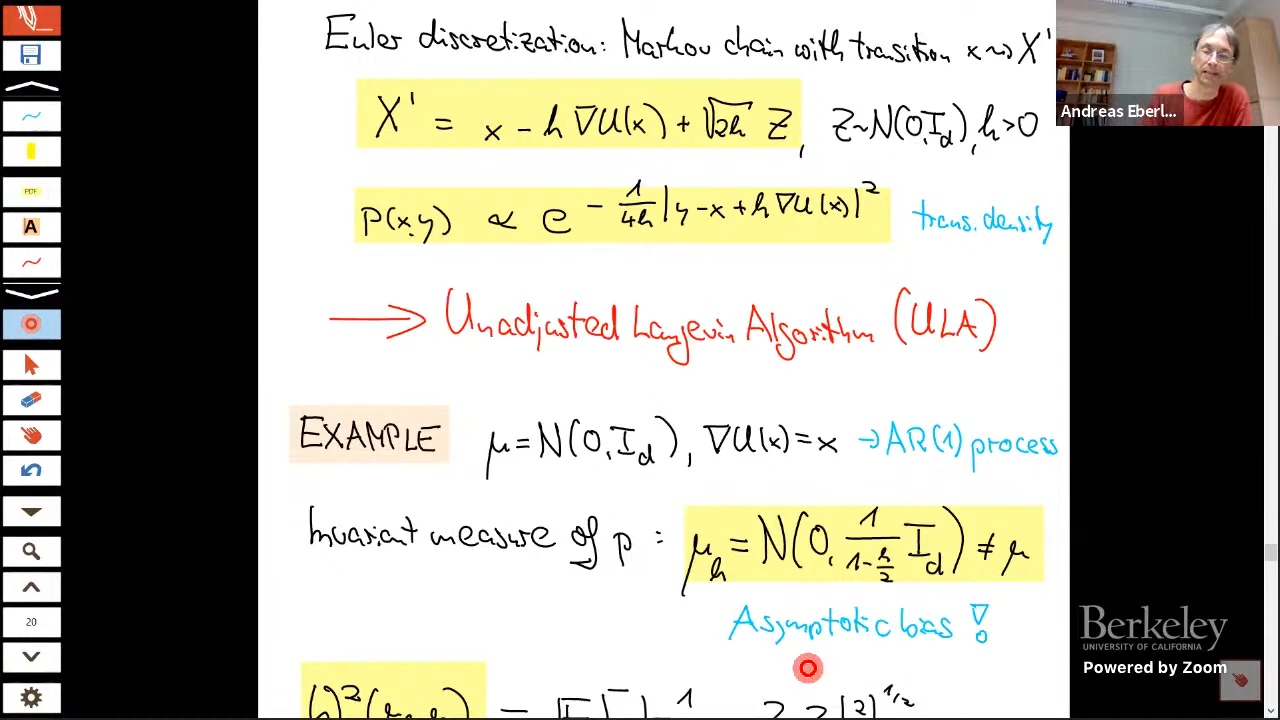 Euler discretization: Markov chain with transition x ⇝ X'
X' = x - h ∇U(x) + √2h Z, Z~N(0, I_d), h>0
p(x,y) ∝ e^{- 1/4h |y-x+h∇U(x)|^2} trans. density
→ Unadjusted Langevin Algorithm (ULA)
EXAMPLE μ=N(0,I_d), ∇U(x)=x → AR(1) process
Invariant measure of p : μ_h = N(0, 1/(1-h/2) I_d) ≠ μ
Asymptotic bias !
Andreas Eberl...
PDF
A
20
Berkeley
UNIVERSITY OF CALIFORNIA
Powered by Zoom